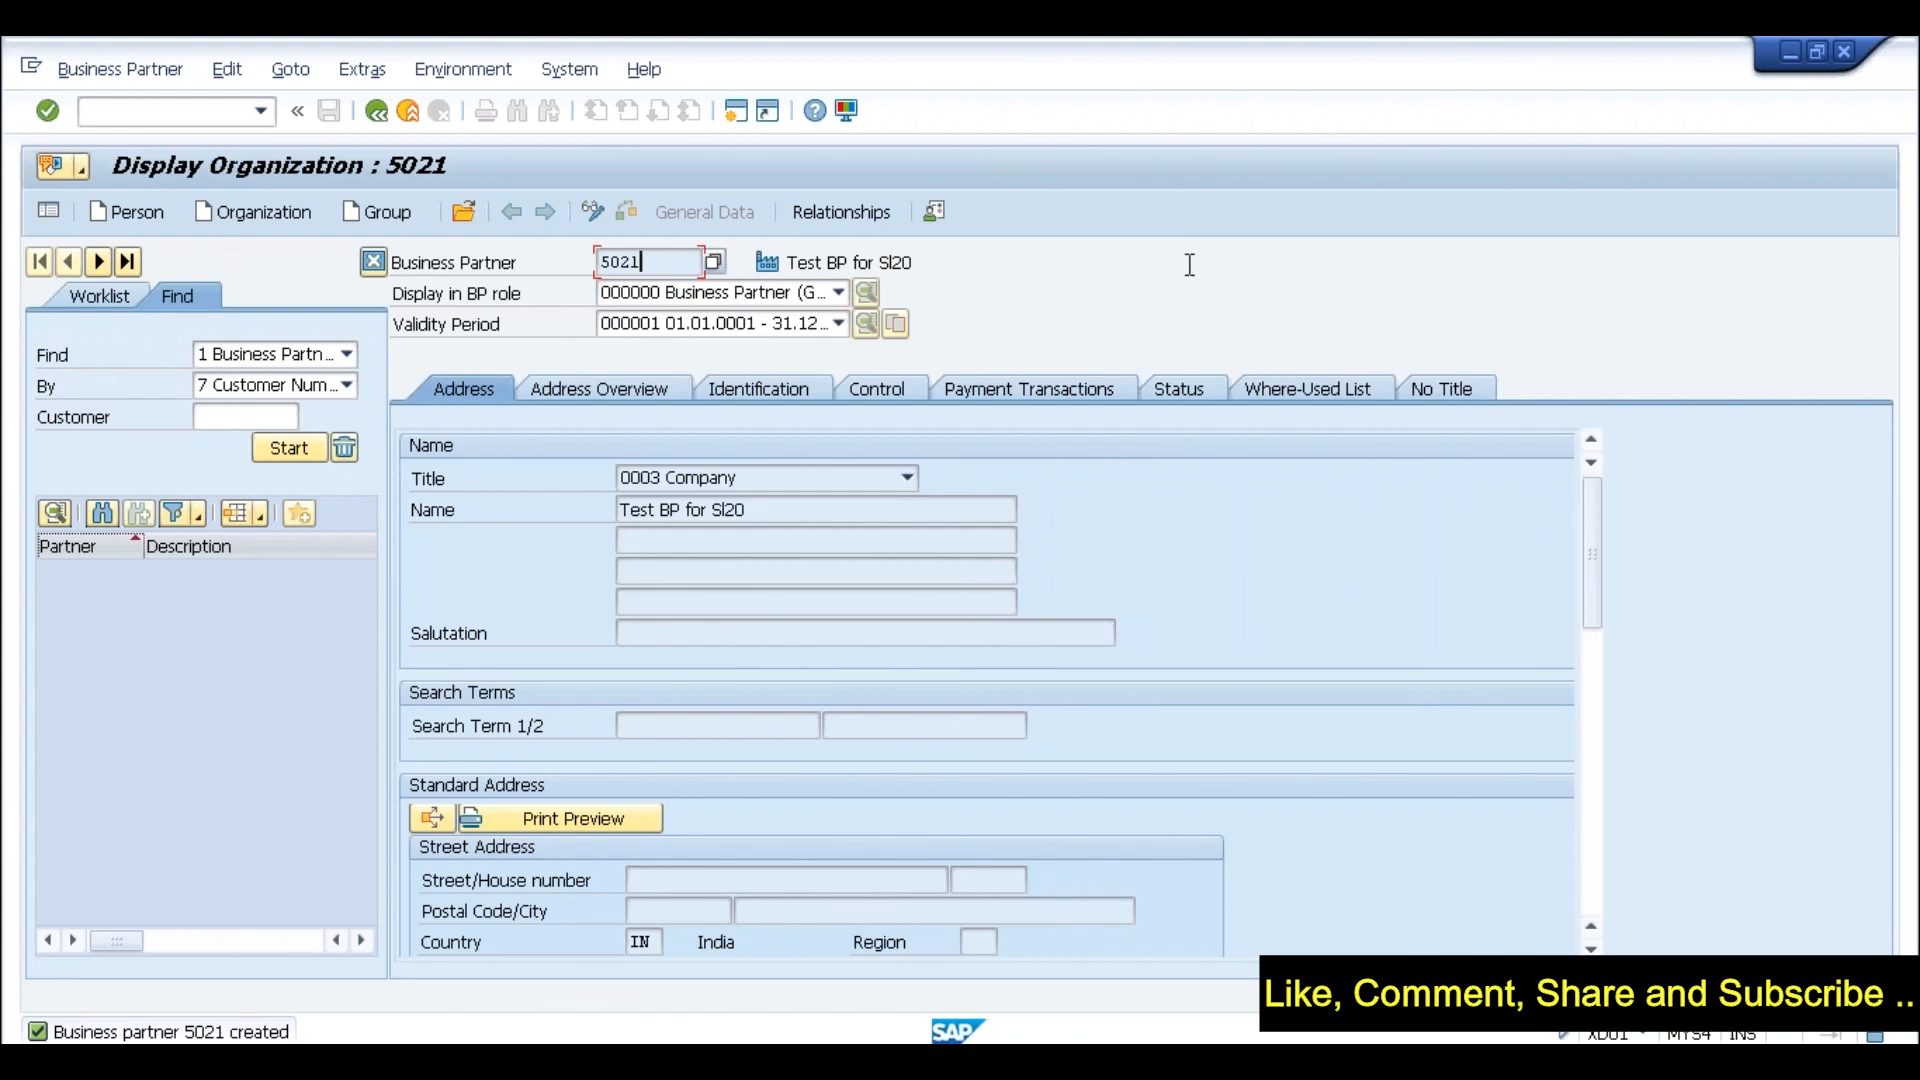 Business Partner Edit Goto Extras Environment System Help
Display Organization : 5021
Person Organization Group General Data Relationships
Business Partner 5021 Test BP for Sl20
Worklist Find
Display in BP role 000000 Business Partner (G...
Validity Period 000001 01.01.0001 - 31.12...
Find 1 Business Partn...
By 7 Customer Num...
Customer
Start
Partner Description
Address Address Overview Identification Control Payment Transactions Status Where-Used List No Title
Name
Title 0003 Company
Name Test BP for Sl20
Salutation
Search Terms
Search Term 1/2
Standard Address
Print Preview
Street Address
Street/House number
Postal Code/City
Country IN India Region
Like, Comment, Share and Subscribe ..
Business partner 5021 created
SAP
XD01 MYS4 INS